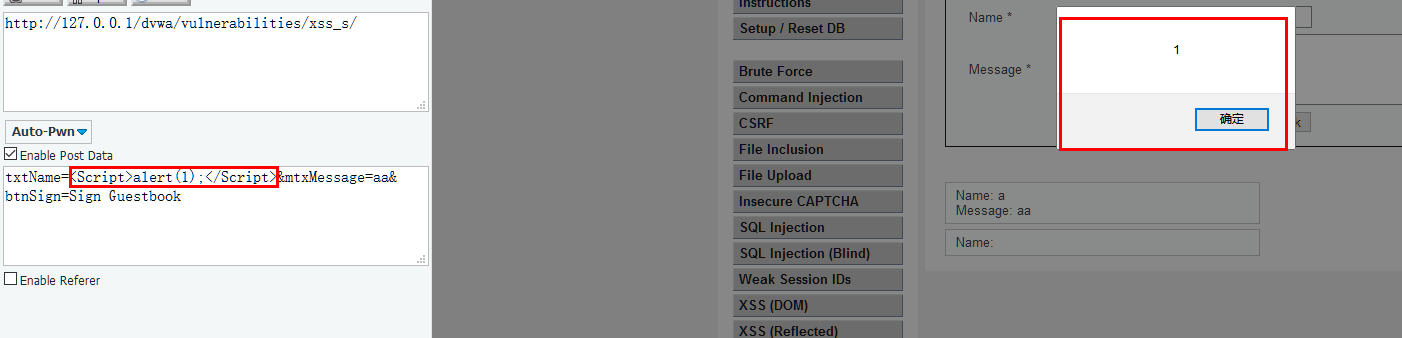 http://127.0.0.1/dvwa/vulnerabilities/xss_s/
Auto-Pwn
Enable Post Data
txtName=<Script>alert(1);</Script>&mtxMessage=aa&
btnSign=Sign Guestbook
Enable Referer
Instructions
Setup / Reset DB
Brute Force
Command Injection
CSRF
File Inclusion
File Upload
Insecure CAPTCHA
SQL Injection
SQL Injection (Blind)
Weak Session IDs
XSS (DOM)
XSS (Reflected)
Name *
Message *
1
确定
Name: a
Message: aa
Name: